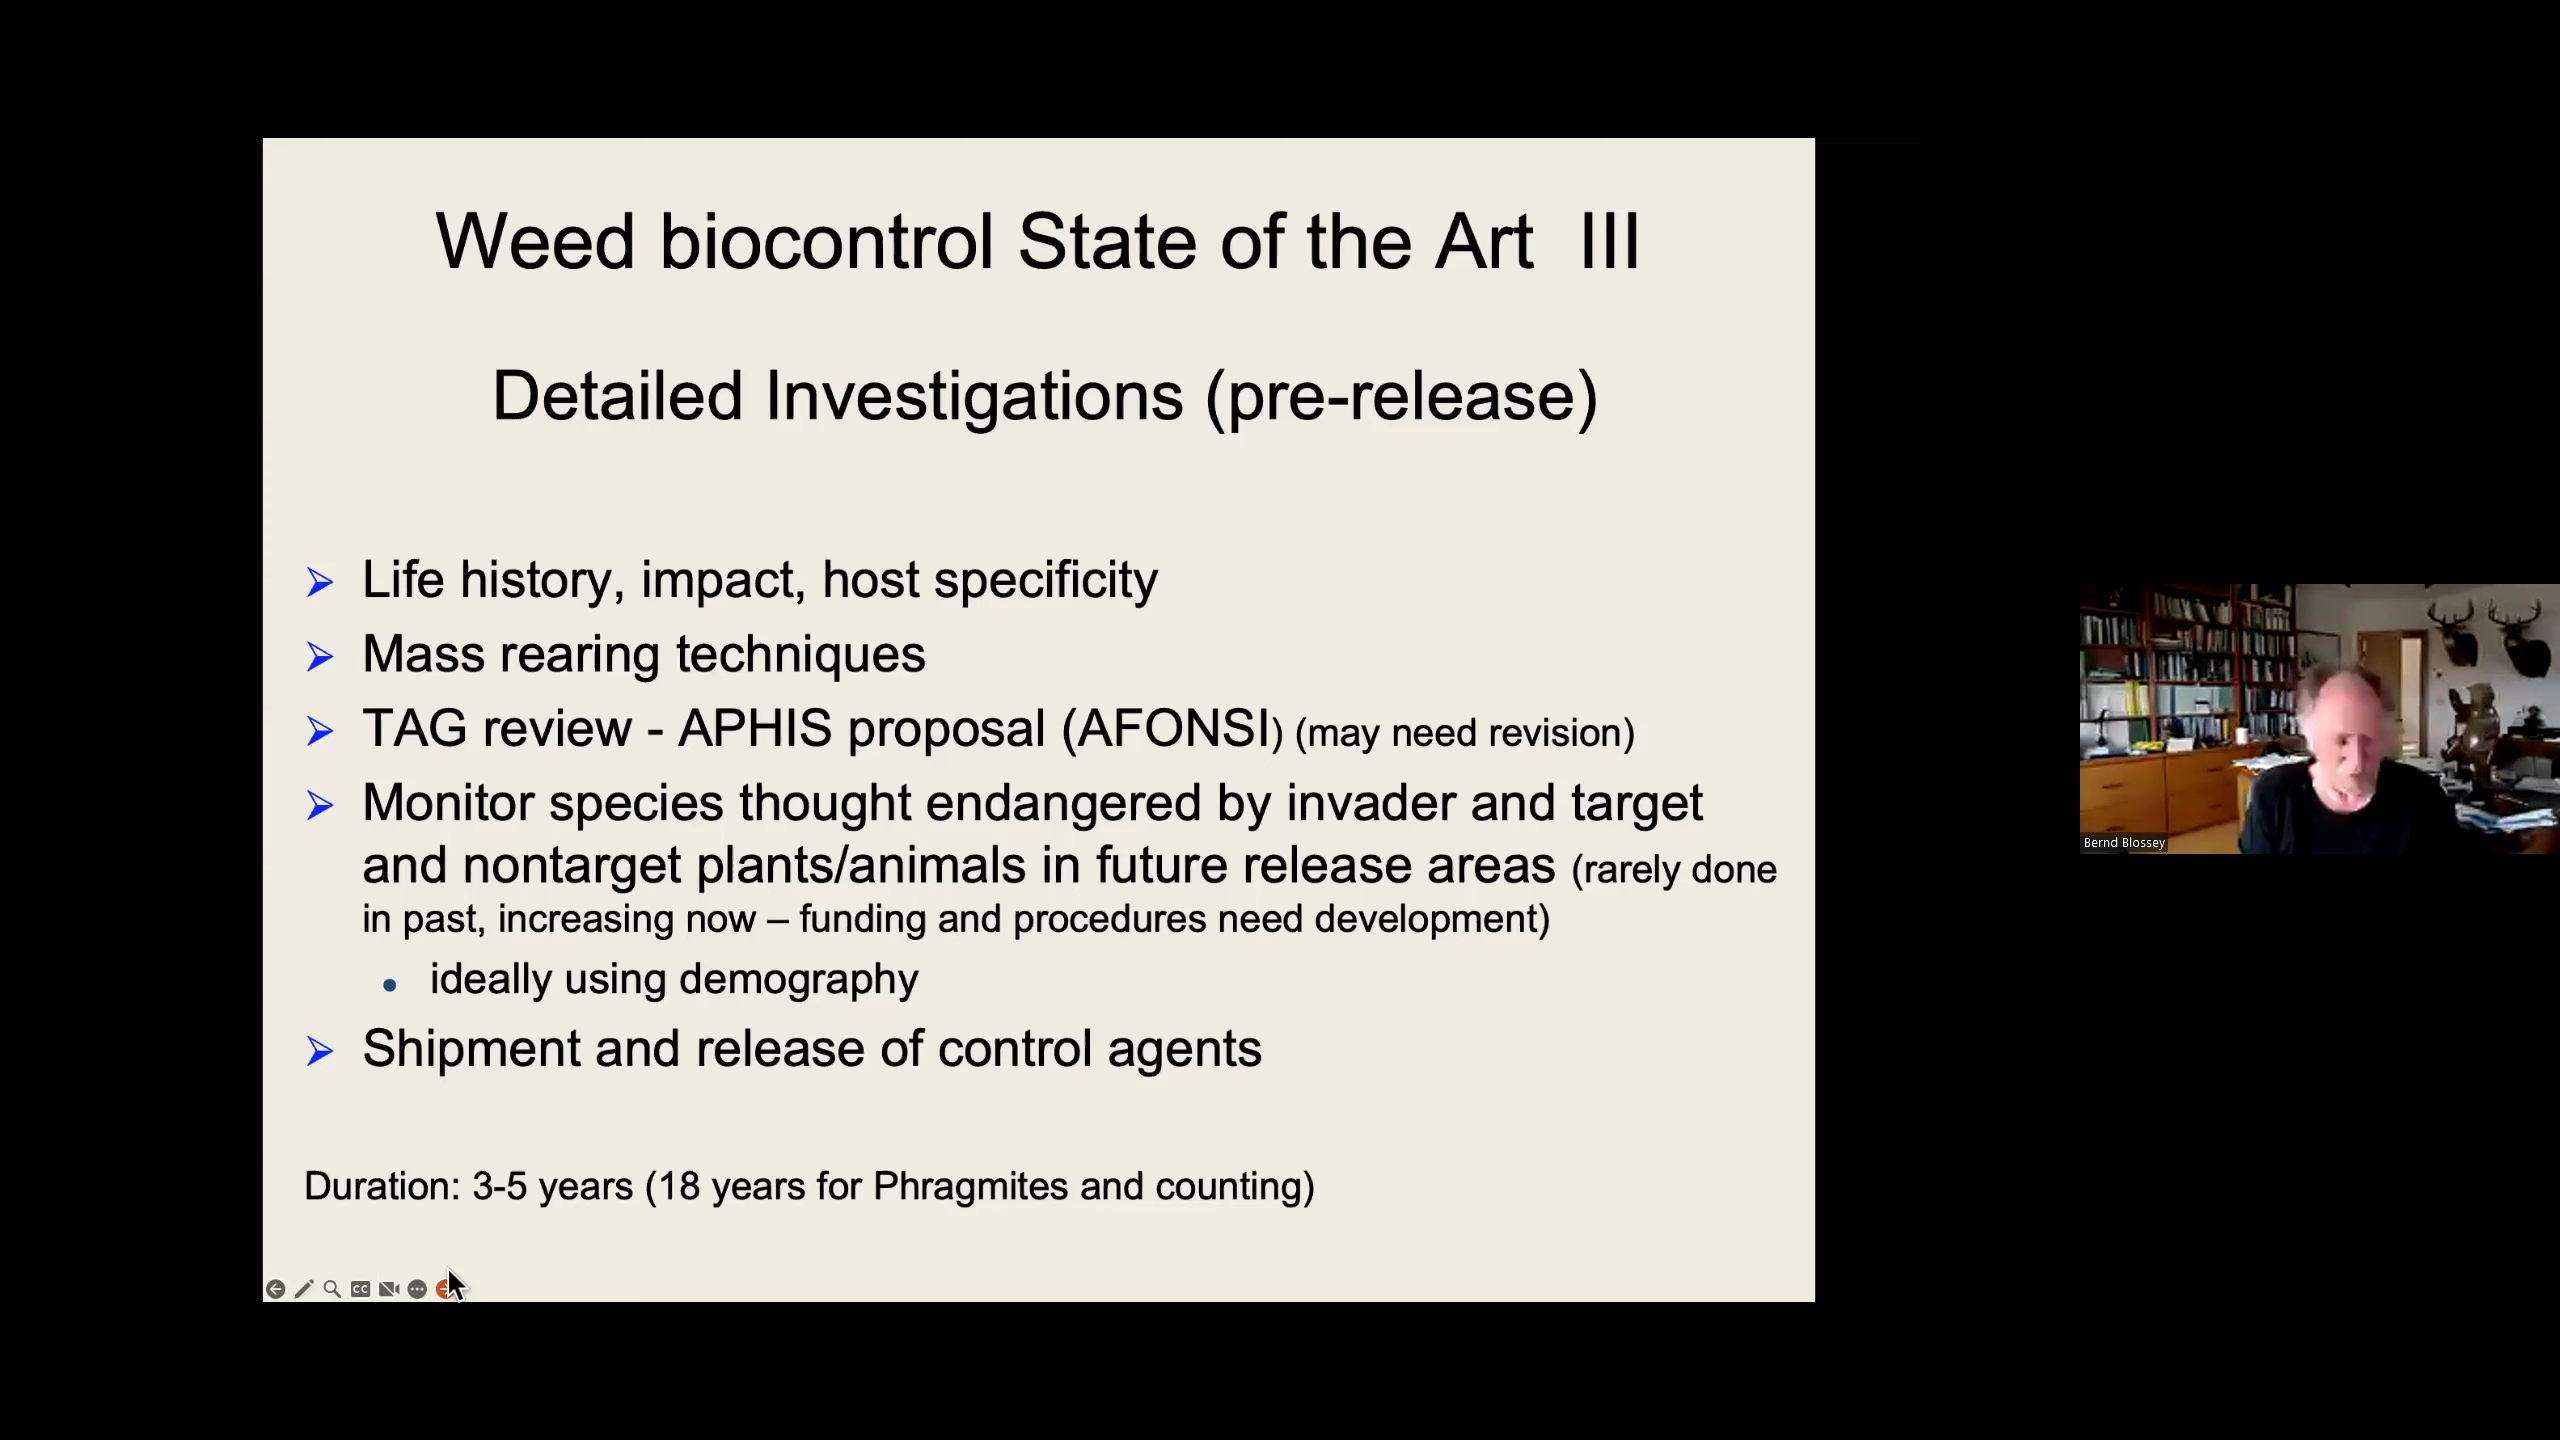 Weed biocontrol State of the Art III
Detailed Investigations (pre-release)
Life history, impact, host specificity
Mass rearing techniques
TAG review - APHIS proposal (AFONSI) (may need revision)
Monitor species thought endangered by invader and target
and nontarget plants/animals in future release areas (rarely done
in past, increasing now – funding and procedures need development)
ideally using demography
Shipment and release of control agents
Duration: 3-5 years (18 years for Phragmites and counting)
CC
Bernd Blossey